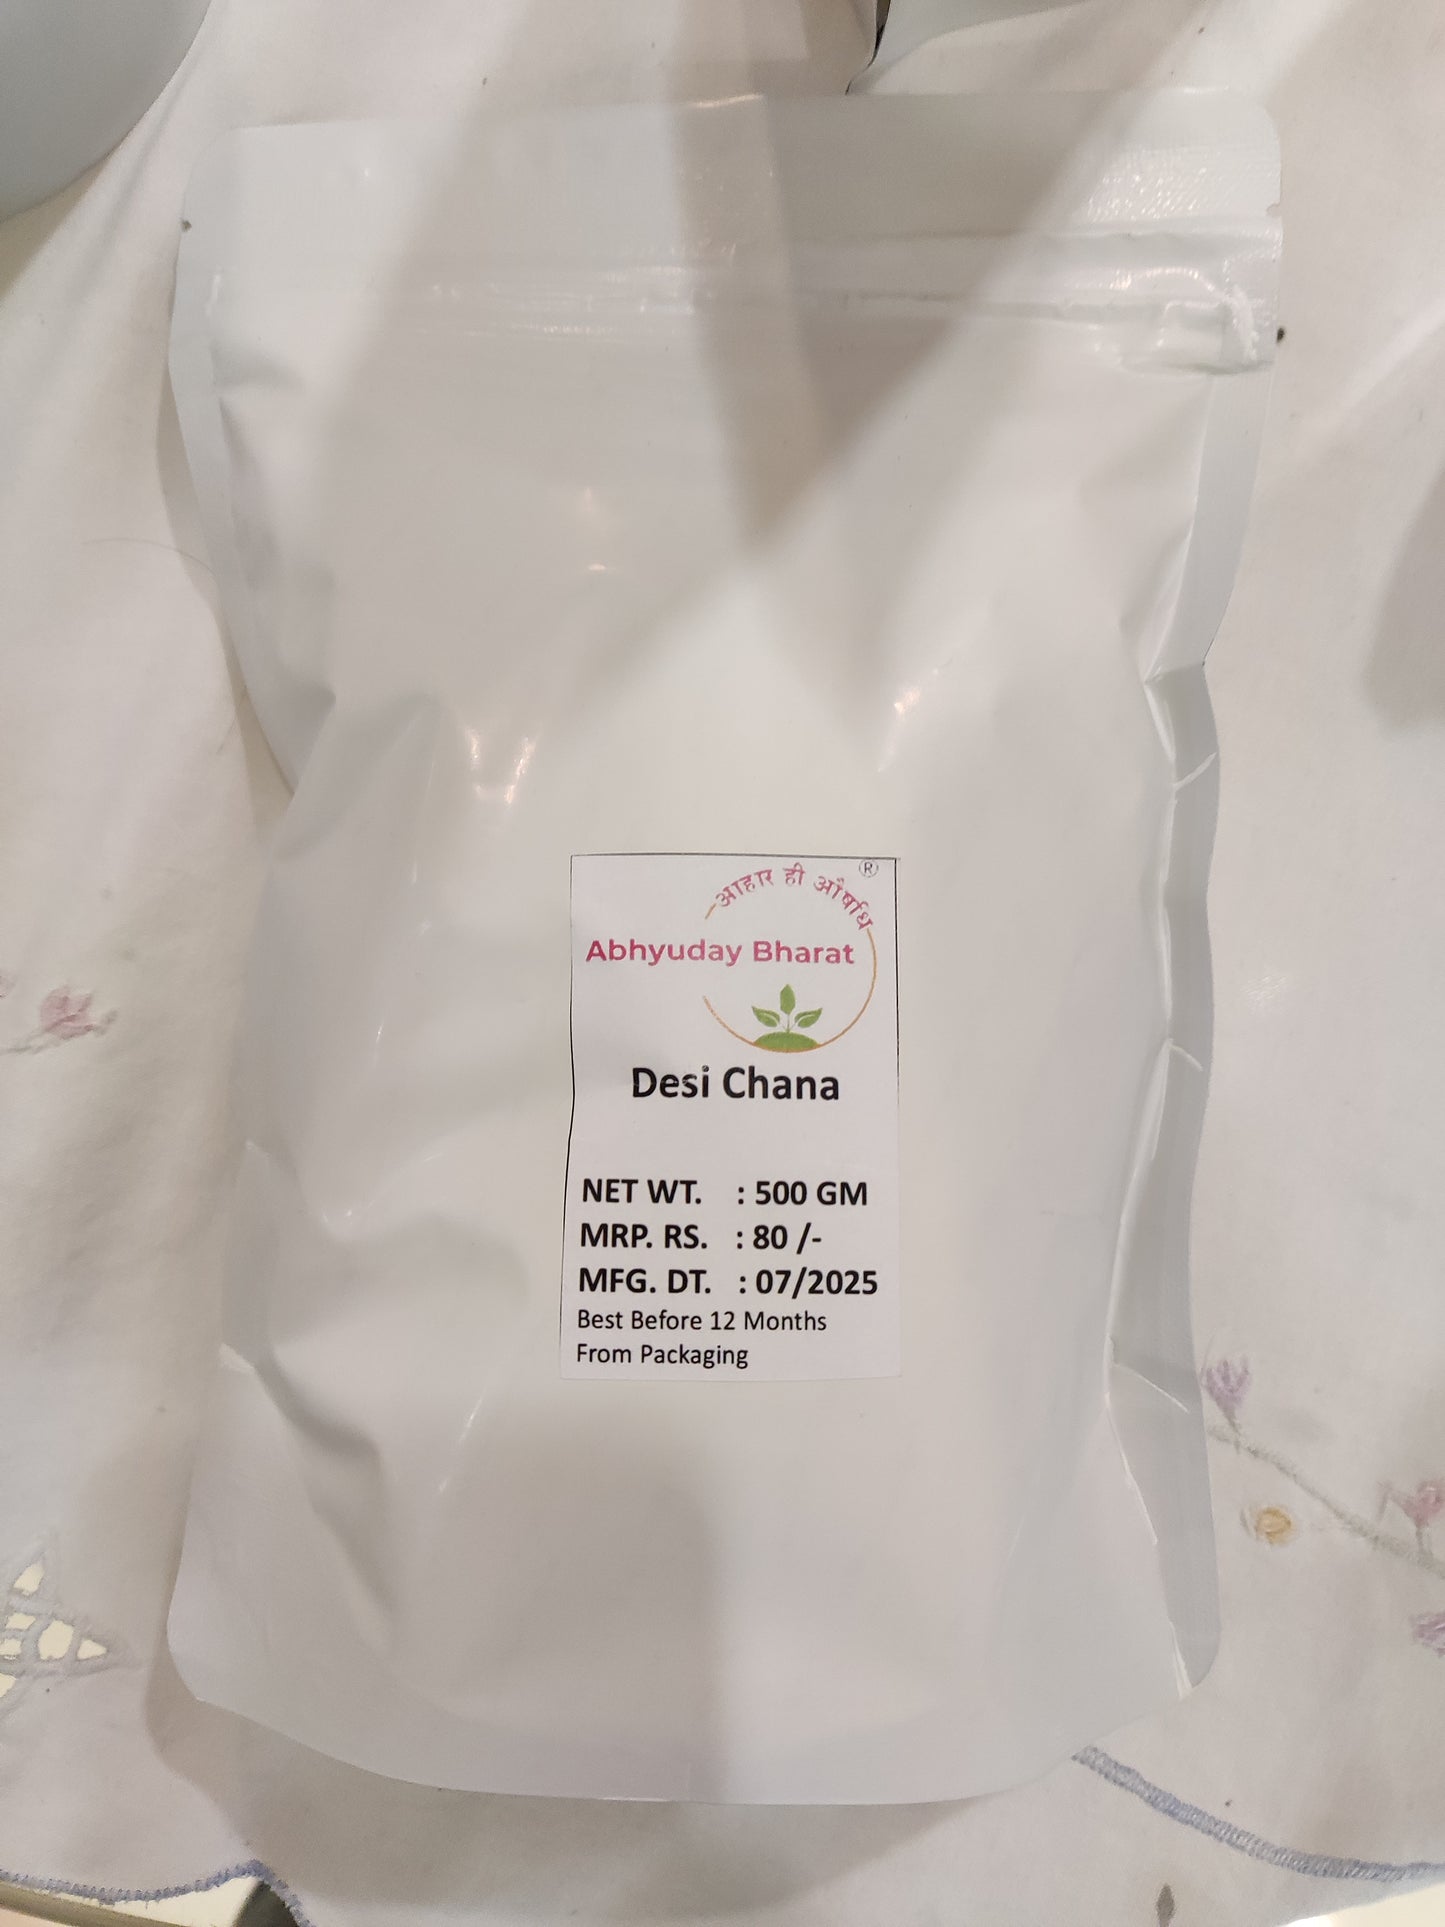 आहार ही औषधि ®
Abhyuday Bharat
Desi Chana
NET WT. : 500 GM
MRP. RS. : 80 /-
MFG. DT. : 07/2025
Best Before 12 Months
From Packaging